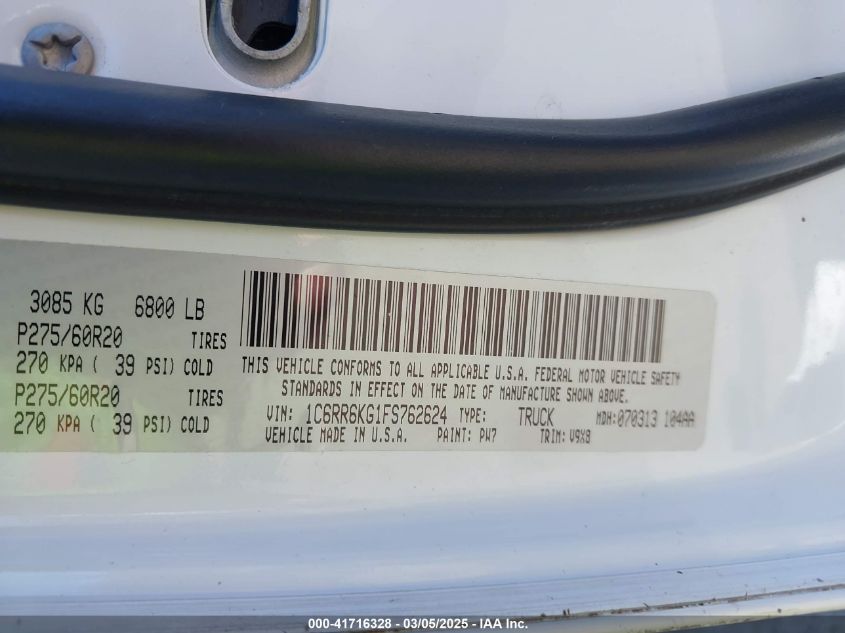 3085 KG 6800 LB
P275/60R20 TIRES
270 KPA ( 39 PSI) COLD
P275/60R20 TIRES
270 KPA ( 39 PSI) COLD
THIS VEHICLE CONFORMS TO ALL APPLICABLE U.S.A. FEDERAL MOTOR VEHICLE SAFETY
STANDARDS IN EFFECT ON THE DATE OF MANUFACTURE SHOWN ABOVE.
VIN: 1C6RR6KG1FS762624 TYPE: TRUCK MDH: 070313 104AA
VEHICLE MADE IN U.S.A. PAINT: PW7 TRIM: V9X8
000-41716328 - 03/05/2025 - IAA Inc.